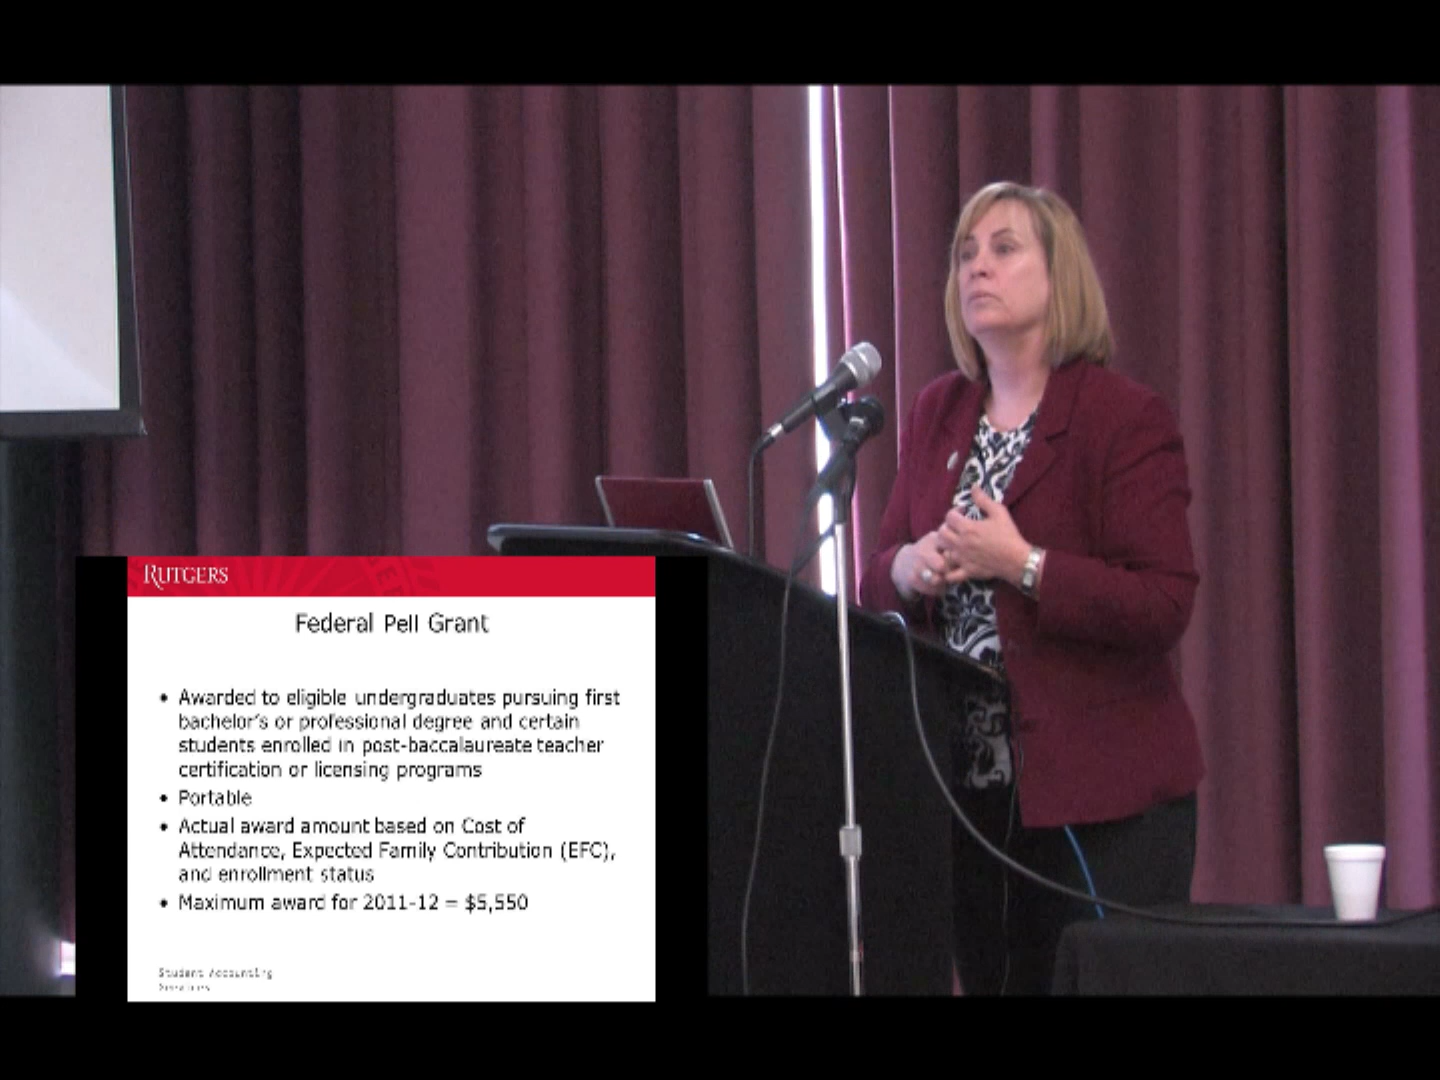 RUTGERS
Federal Pell Grant
• Awarded to eligible undergraduates pursuing first
bachelor's or professional degree and certain
students enrolled in post-baccalaureate teacher
certification or licensing programs
• Portable
• Actual award amount based on Cost of
Attendance, Expected Family Contribution (EFC),
and enrollment status
• Maximum award for 2011-12 = $5,550
Student Accounting
Services